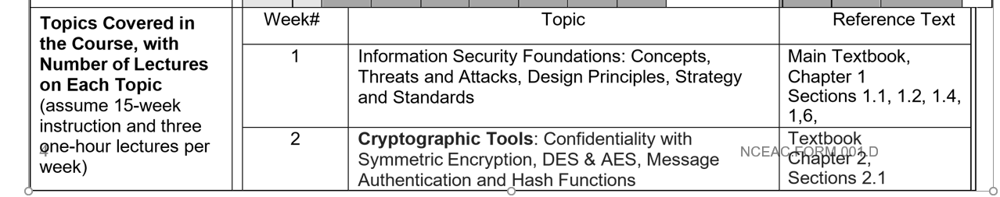 Topics Covered in
the Course, with
Number of Lectures
on Each Topic
(assume 15-week
instruction and three
one-hour lectures per
week)
4
Week#
Topic
Reference Text
1
Information Security Foundations: Concepts,
Threats and Attacks, Design Principles, Strategy
and Standards
Main Textbook,
Chapter 1
Sections 1.1, 1.2, 1.4,
1,6,
2
Cryptographic Tools: Confidentiality with
Symmetric Encryption, DES & AES, Message
Authentication and Hash Functions
Textbook
Chapter 2,
Sections 2.1
NCEAC FORM 001 D